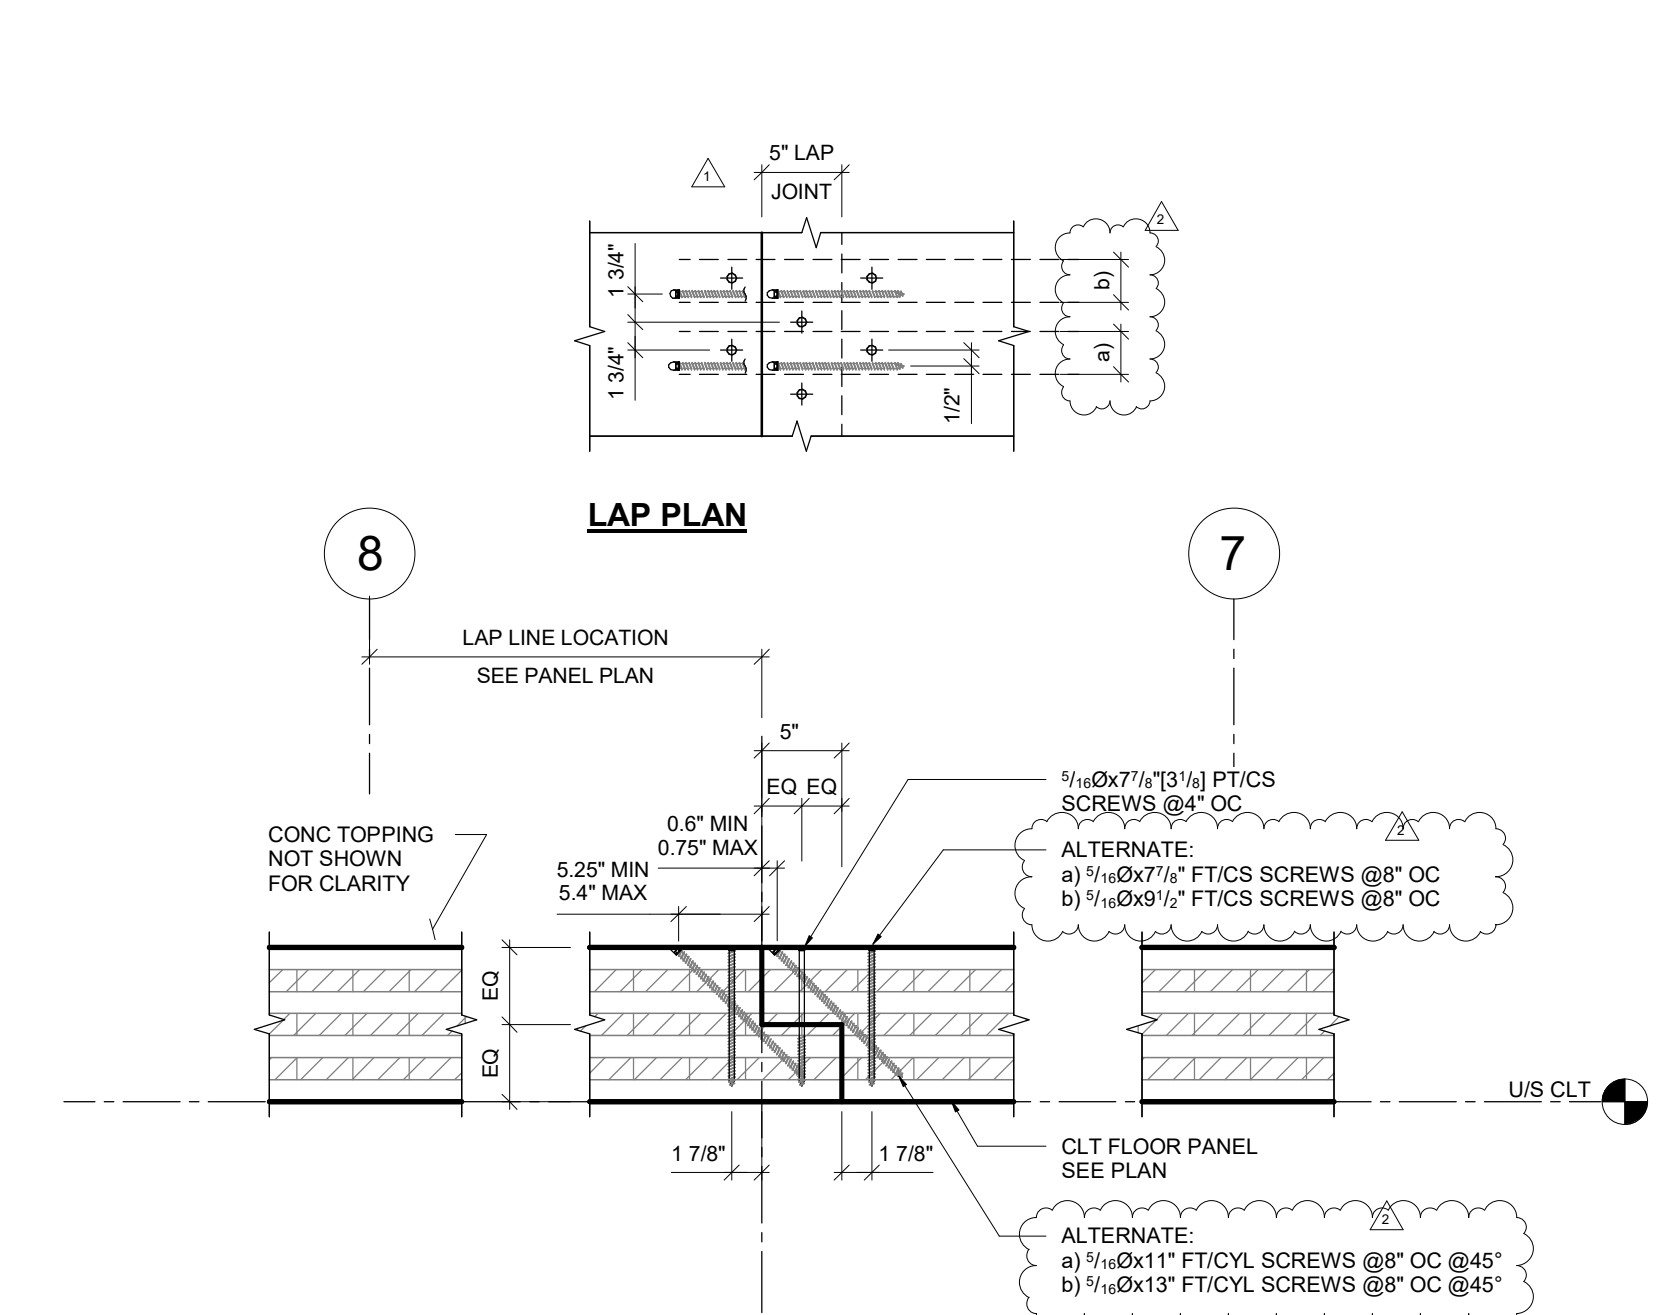 5" LAP
JOINT
1
2
1 3/4"
1 3/4"
b)
a)
1/2"
LAP PLAN
8
7
LAP LINE LOCATION
SEE PANEL PLAN
5"
EQ EQ
0.6" MIN
0.75" MAX
5.25" MIN
5.4" MAX
CONC TOPPING
NOT SHOWN
FOR CLARITY
5/16Øx7 7/8"[3 1/8] PT/CS
SCREWS @4" OC
2
ALTERNATE:
a) 5/16Øx7 7/8" FT/CS SCREWS @8" OC
b) 5/16Øx9 1/2" FT/CS SCREWS @8" OC
EQ
EQ
U/S CLT
1 7/8"
1 7/8"
CLT FLOOR PANEL
SEE PLAN
2
ALTERNATE:
a) 5/16Øx11" FT/CYL SCREWS @8" OC @45°
b) 5/16Øx13" FT/CYL SCREWS @8" OC @45°